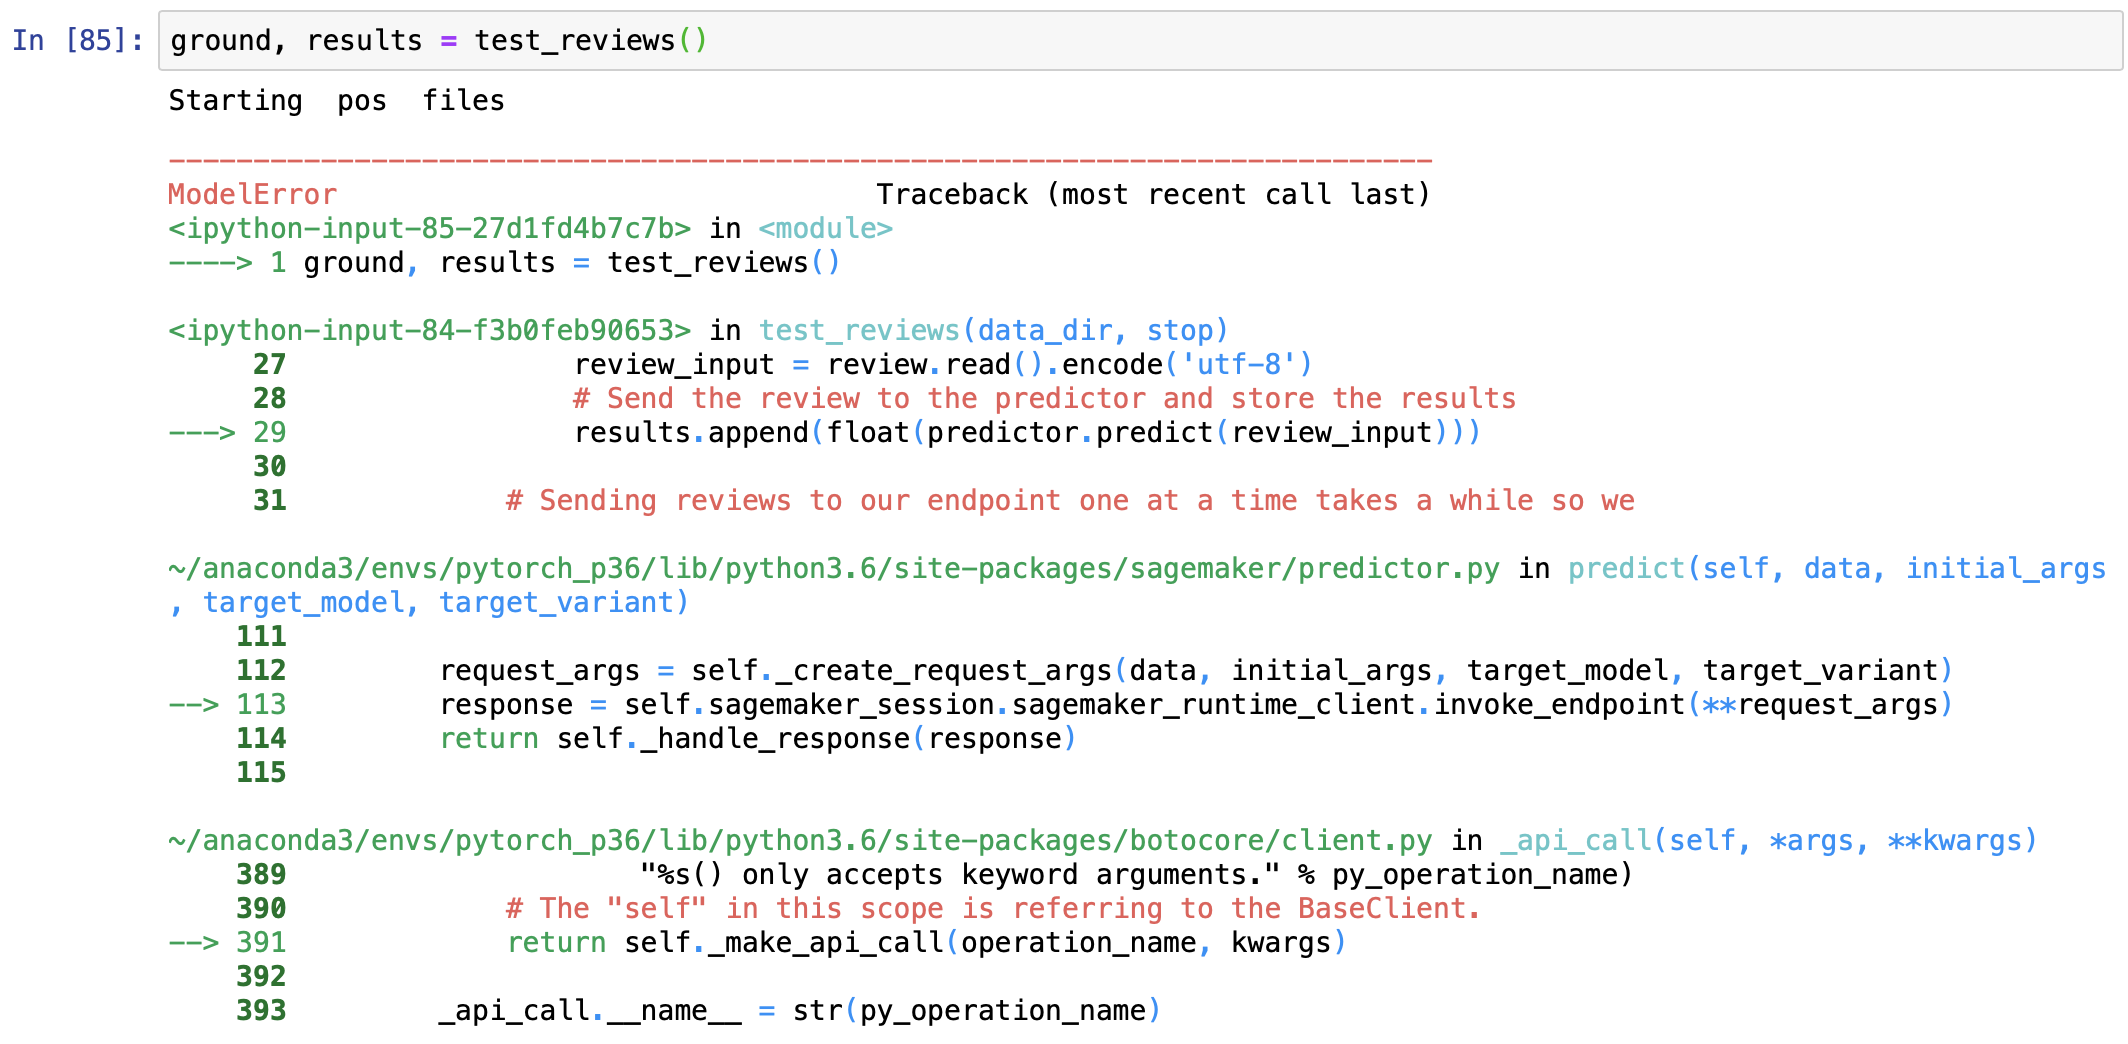 In [85]: ground, results = test_reviews()
Starting  pos  files
---------------------------------------------------------------------------
ModelError                                Traceback (most recent call last)
<ipython-input-85-27d1fd4b7c7b> in <module>
----> 1 ground, results = test_reviews()
<ipython-input-84-f3b0feb90653> in test_reviews(data_dir, stop)
     27                 review_input = review.read().encode('utf-8')
     28                 # Send the review to the predictor and store the results
---> 29                 results.append(float(predictor.predict(review_input)))
     30
     31             # Sending reviews to our endpoint one at a time takes a while so we
~/anaconda3/envs/pytorch_p36/lib/python3.6/site-packages/sagemaker/predictor.py in predict(self, data, initial_args
, target_model, target_variant)
    111
    112         request_args = self._create_request_args(data, initial_args, target_model, target_variant)
--> 113         response = self.sagemaker_session.sagemaker_runtime_client.invoke_endpoint(**request_args)
    114         return self._handle_response(response)
    115
~/anaconda3/envs/pytorch_p36/lib/python3.6/site-packages/botocore/client.py in _api_call(self, *args, **kwargs)
    389                     "%s() only accepts keyword arguments." % py_operation_name)
    390             # The "self" in this scope is referring to the BaseClient.
--> 391             return self._make_api_call(operation_name, kwargs)
    392
    393         _api_call.__name__ = str(py_operation_name)